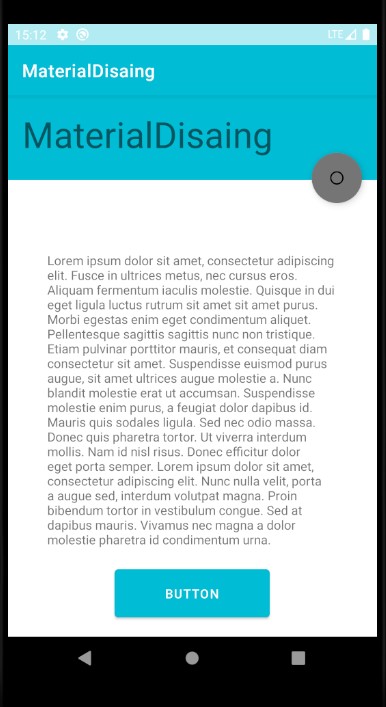 15:12
LTE
MaterialDisaing
MaterialDisaing
Lorem ipsum dolor sit amet, consectetur adipiscing
elit. Fusce in ultrices metus, nec cursus eros.
Aliquam fermentum iaculis molestie. Quisque in dui
eget ligula luctus rutrum sit amet sit amet purus.
Morbi egestas enim eget condimentum aliquet.
Pellentesque sagittis sagittis nunc non tristique.
Etiam pulvinar porttitor mauris, et consequat diam
consectetur sit amet. Suspendisse euismod purus
augue, sit amet ultrices augue molestie a. Nunc
blandit molestie erat ut accumsan. Suspendisse
molestie enim purus, a feugiat dolor dapibus id.
Mauris quis sodales ligula. Sed nec odio massa.
Donec quis pharetra tortor. Ut viverra interdum
mollis. Nam id nisl risus. Donec efficitur dolor
eget porta semper. Lorem ipsum dolor sit amet,
consectetur adipiscing elit. Nunc nulla velit, porta
a augue sed, interdum volutpat magna. Proin
bibendum tortor in vestibulum congue. Sed at
dapibus mauris. Vivamus nec magna a dolor
molestie pharetra id condimentum urna.
BUTTON